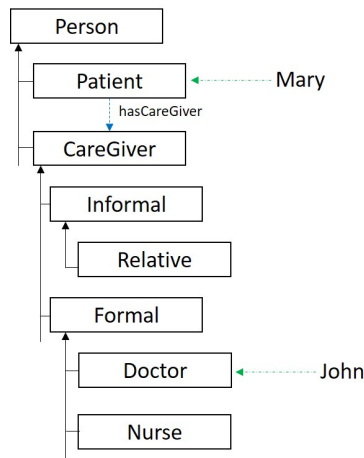 Person
Patient
Mary
hasCareGiver
CareGiver
Informal
Relative
Formal
Doctor
John
Nurse